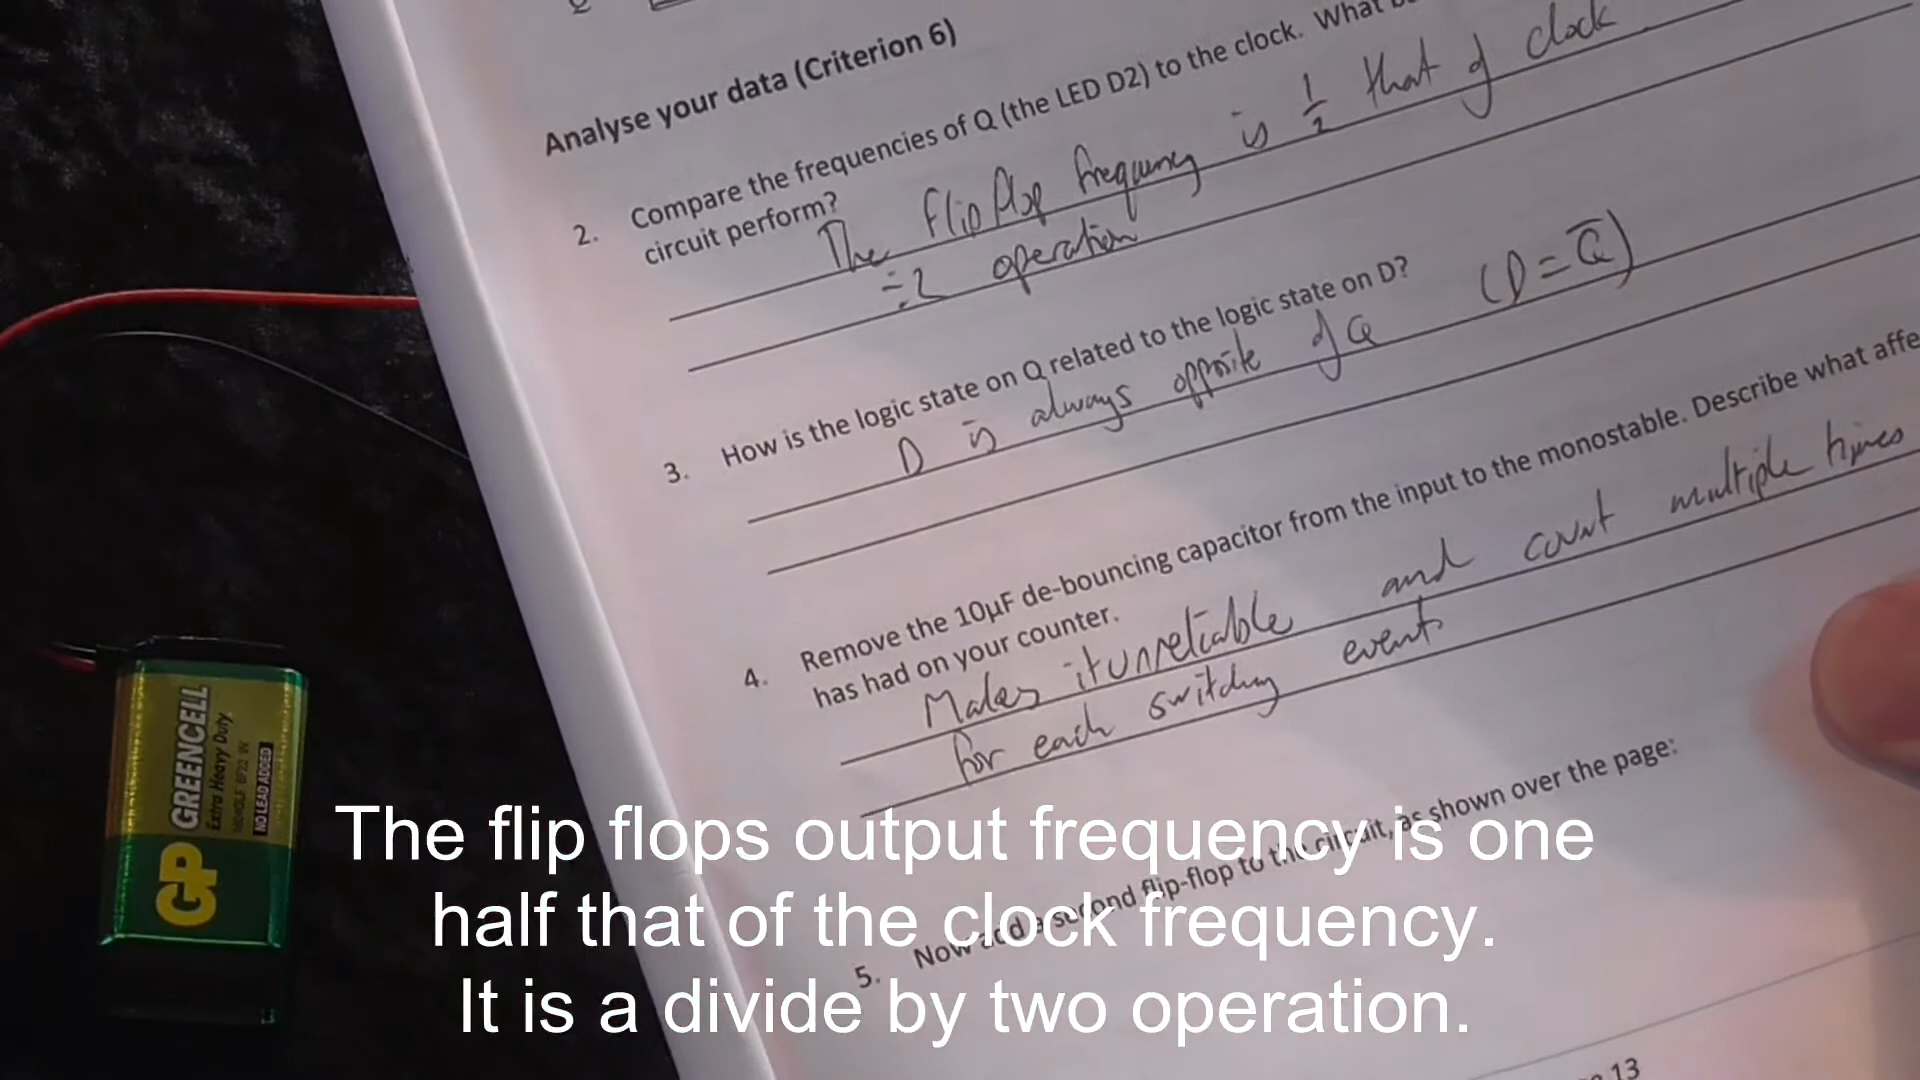 Analyse your data (Criterion 6)
2. Compare the frequencies of Q (the LED D2) to the clock. What
circuit perform?
The flip flop frequency is 1/2 that of clock
÷2 operation
3. How is the logic state on Q related to the logic state on D?
D is always opposite of Q (D = Q̅)
4. Remove the 10µF de-bouncing capacitor from the input to the monostable. Describe what affe
has had on your counter.
Makes it unreliable and count multiple times
for each switching event.
5. Now add a second flip-flop to the circuit, as shown over the page:
13
GP
GREENCELL
Extra Heavy Duty
NO LEAD ADDED
The flip flops output frequency is one
half that of the clock frequency.
It is a divide by two operation.